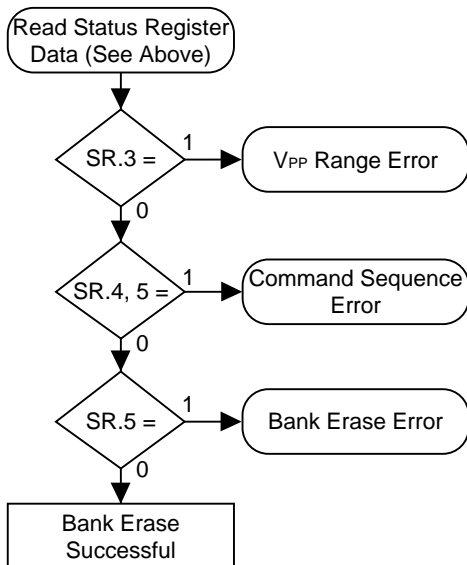 Read Status Register
Data (See Above)
SR.3 =
1
VPP Range Error
0
SR.4, 5 =
1
Command Sequence
Error
0
SR.5 =
1
Bank Erase Error
0
Bank Erase
Successful